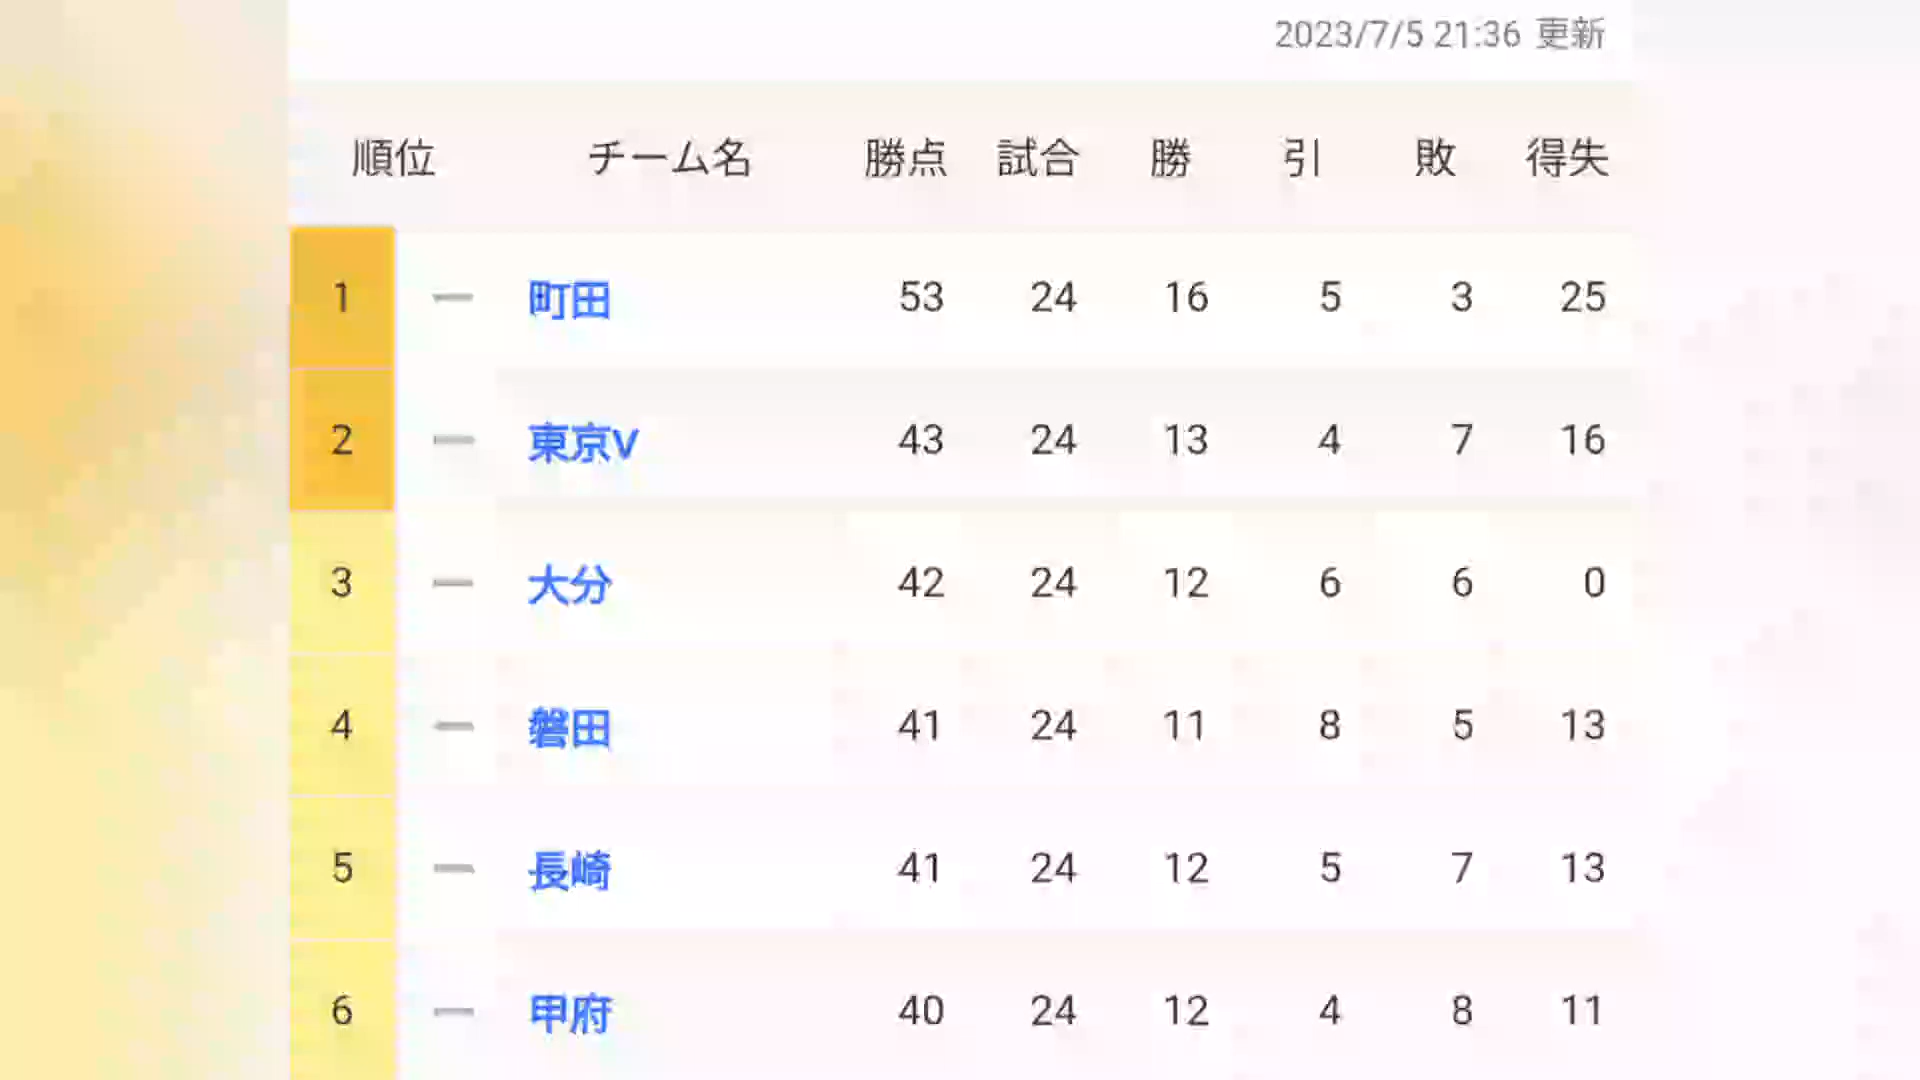 2023/7/5 21:36 更新
順位 チーム名 勝点 試合 勝 引 敗 得失
1 ー 町田 53 24 16 5 3 25
2 ー 東京V 43 24 13 4 7 16
3 ー 大分 42 24 12 6 6 0
4 ー 磐田 41 24 11 8 5 13
5 ー 長崎 41 24 12 5 7 13
6 ー 甲府 40 24 12 4 8 11